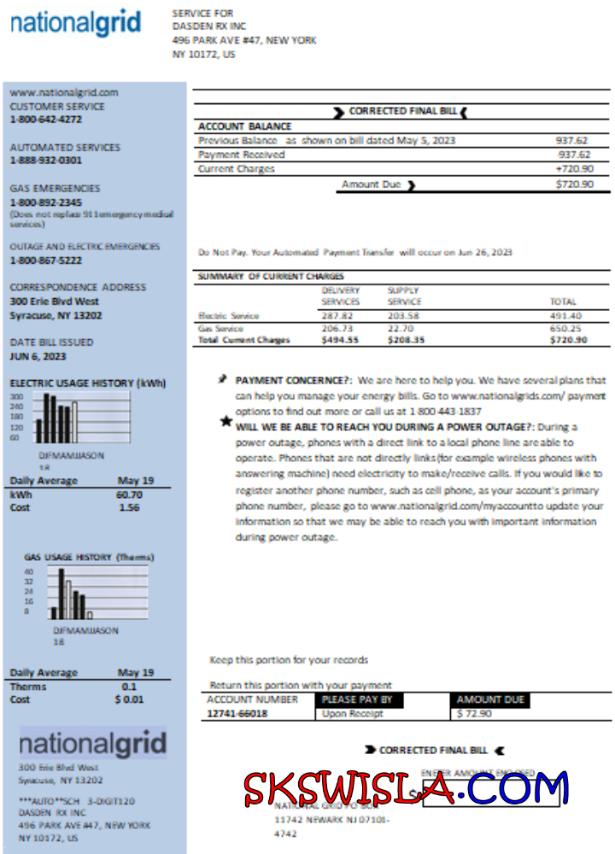 nationalgrid
SERVICE FOR
DASDEN RX INC
496 PARK AVE #47, NEW YORK
NY 10172, US
www.nationalgrid.com
CUSTOMER SERVICE
1-800-642-4272
AUTOMATED SERVICES
1-888-932-0301
GAS EMERGENCIES
1-800-892-2345
(Does not replace 911emergency medical
services)
OUTAGE AND ELECTRIC EMERGENCIES
1-800-867-5222
CORRESPONDENCE ADDRESS
300 Erie Blvd West
Syracuse, NY 13202
DATE BILL ISSUED
JUN 6, 2023
ELECTRIC USAGE HISTORY (kWh)
300
240
180
120
60
DJFMAMJJASON
18
Daily Average May 19
kWh 60.70
Cost 1.56
GAS USAGE HISTORY (Therms)
40
32
24
16
8
DJFMAMJJASON
18
Daily Average May 19
Therms 0.1
Cost $ 0.01
nationalgrid
300 Erie Blvd West
Syracuse, NY 13202
***AUTO**SCH 3-DIGIT120
DASDEN RX INC
496 PARK AVE #47, NEW YORK
NY 10172, US
CORRECTED FINAL BILL
ACCOUNT BALANCE
Previous Balance as shown on bill dated May 5, 2023 937.62
Payment Received -937.62
Current Charges +720.90
Amount Due $720.90
Do Not Pay. Your Automated Payment Transfer will occur on Jun 26, 2023
SUMMARY OF CURRENT CHARGES
DELIVERY SERVICES SUPPLY SERVICE TOTAL
Electric Service 287.82 203.58 491.40
Gas Service 206.73 22.70 650.25
Total Current Charges $494.55 $208.35 $720.90
PAYMENT CONCERNCE?: We are here to help you. We have several plans that
can help you manage your energy bills. Go to www.nationalgrids.com/ payment
options to find out more or call us at 1 800 443-1837
WILL WE BE ABLE TO REACH YOU DURING A POWER OUTAGE?: During a
power outage, phones with a direct link to a local phone line are able to
operate. Phones that are not directly links(for example wireless phones with
answering machine) need electricity to make/receive calls. If you would like to
register another phone number, such as cell phone, as your account's primary
phone number, please go to www.nationalgrid.com/myaccountto update your
information so that we may be able to reach you with important information
during power outage.
Keep this portion for your records
Return this portion with your payment
ACCOUNT NUMBER PLEASE PAY BY AMOUNT DUE
12741-66018 Upon Receipt $ 72.90
CORRECTED FINAL BILL
ENTER AMOUNT ENCLOSED
$
SKSWISLA.COM
NATIONAL GRID PO BOX
11742 NEWARK NJ 07101-
4742